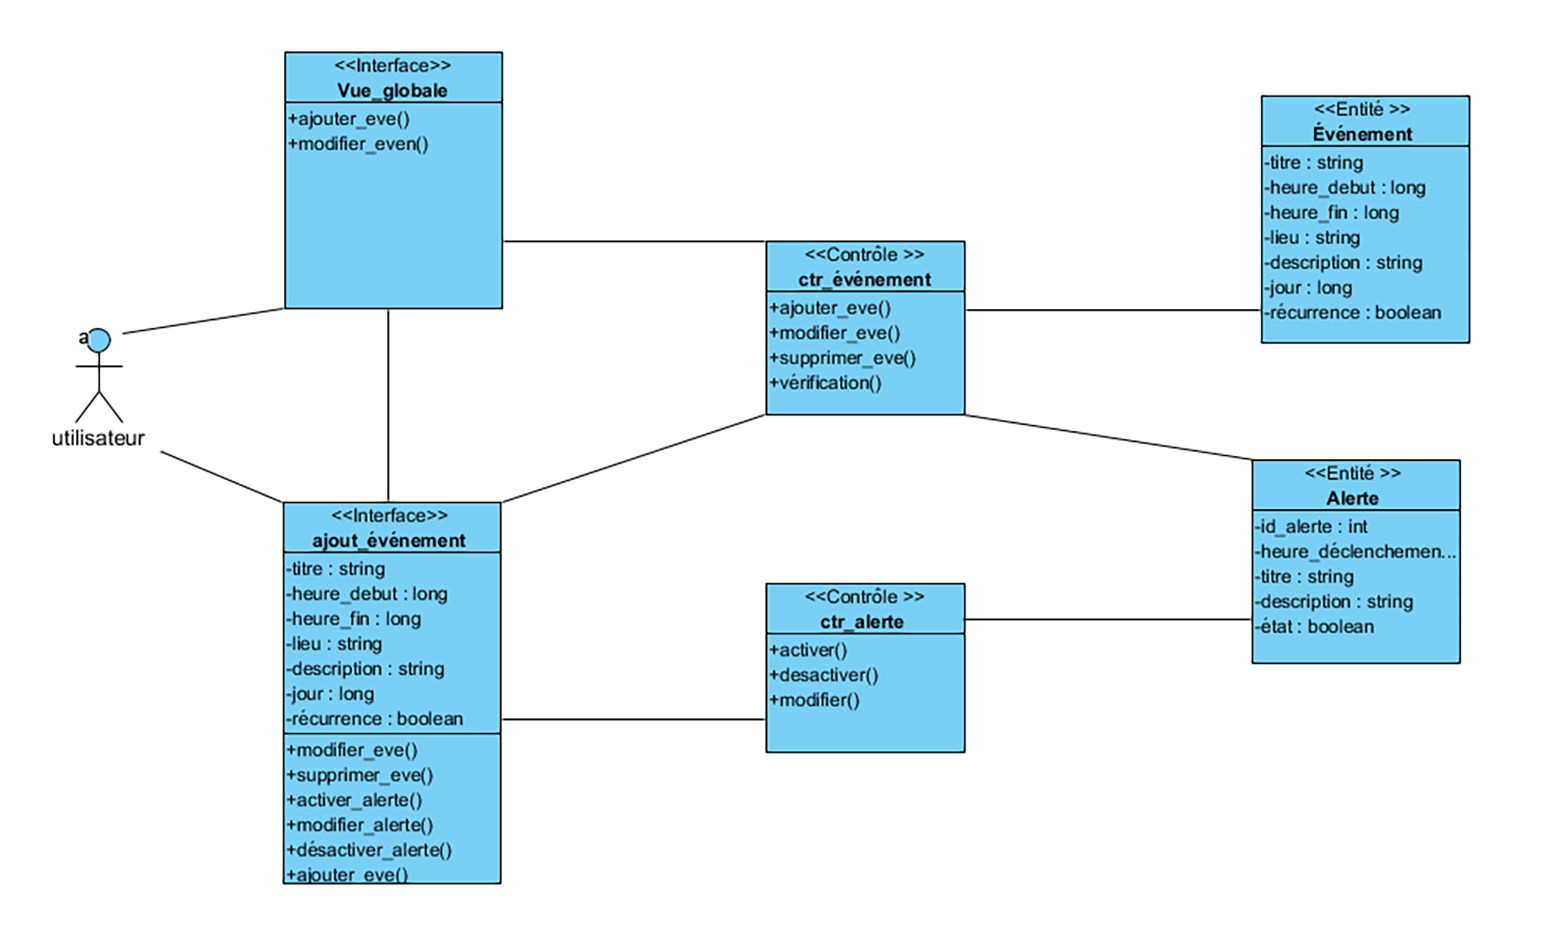 <<Interface>>
Vue_globale
+ajouter_eve()
+modifier_even()
a
utilisateur
<<Interface>>
ajout_événement
-titre : string
-heure_debut : long
-heure_fin : long
-lieu : string
-description : string
-jour : long
-récurrence : boolean
+modifier_eve()
+supprimer_eve()
+activer_alerte()
+modifier_alerte()
+désactiver_alerte()
+ajouter_eve()
<<Contrôle >>
ctr_événement
+ajouter_eve()
+modifier_eve()
+supprimer_eve()
+vérification()
<<Contrôle >>
ctr_alerte
+activer()
+desactiver()
+modifier()
<<Entité >>
Événement
-titre : string
-heure_debut : long
-heure_fin : long
-lieu : string
-description : string
-jour : long
-récurrence : boolean
<<Entité >>
Alerte
-id_alerte : int
-heure_déclenchemen...
-titre : string
-description : string
-état : boolean